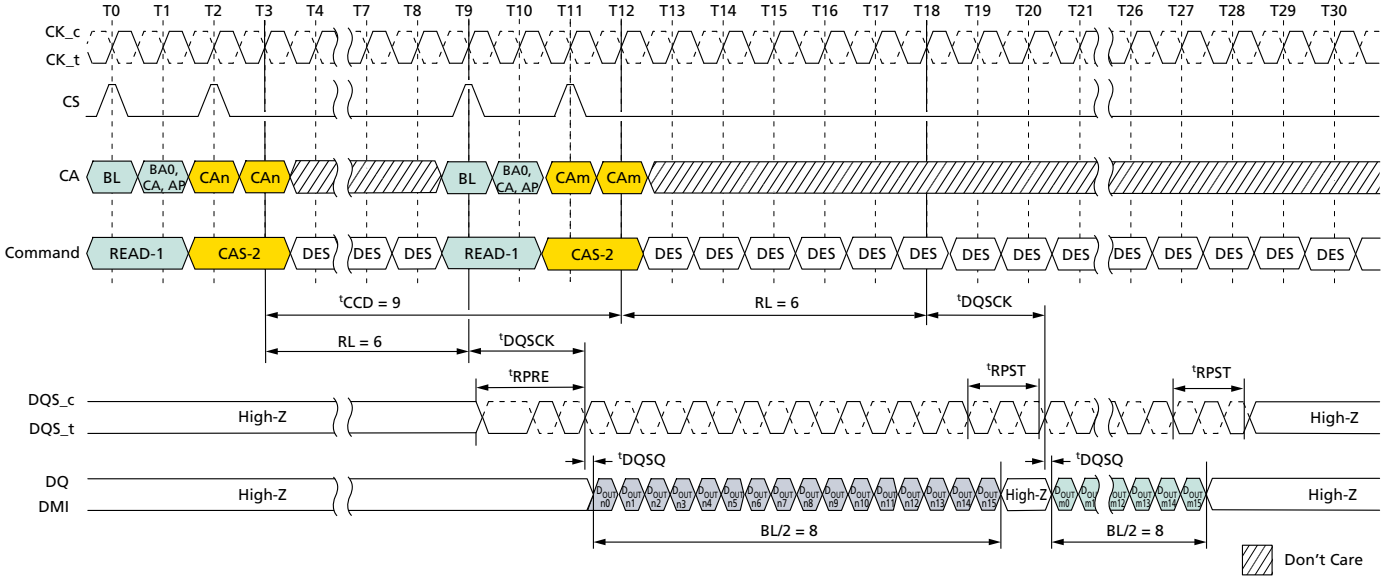 T0 T1 T2 T3 T4 T7 T8 T9 T10 T11 T12 T13 T14 T15 T16 T17 T18 T19 T20 T21 T26 T27 T28 T29 T30
CK_c
CK_t
CS
CA BL BA0, CA, AP CAn CAn BL BA0, CA, AP CAm CAm
Command READ-1 CAS-2 DES DES DES READ-1 CAS-2 DES DES DES DES DES DES DES DES DES DES DES DES DES DES
tCCD = 9 RL = 6 tDQSCK
RL = 6 tDQSCK
tRPRE tRPST tRPST
DQS_c
High-Z High-Z
DQS_t
tDQSQ tDQSQ
DQ
High-Z DOUT n0 DOUT n1 DOUT n2 DOUT n3 DOUT n4 DOUT n5 DOUT n6 DOUT n7 DOUT n8 DOUT n9 DOUT n10 DOUT n11 DOUT n12 DOUT n13 DOUT n14 DOUT n15 High-Z DOUT m0 DOUT m1 DOUT m12 DOUT m13 DOUT m14 DOUT m15 High-Z
DMI
BL/2 = 8 BL/2 = 8
Don't Care